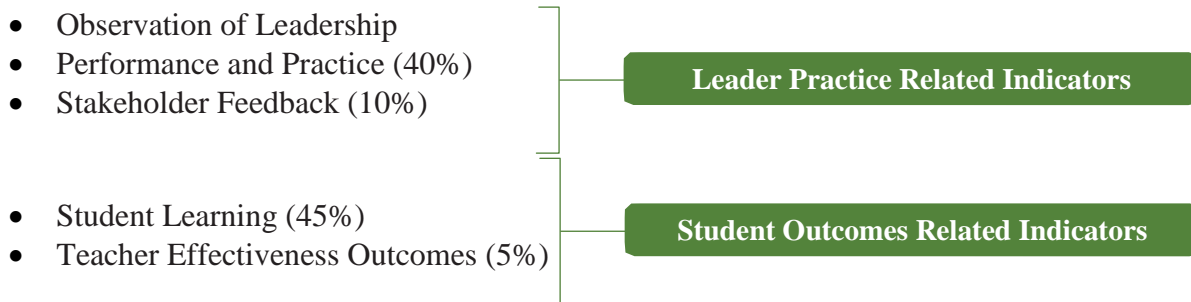 • Observation of Leadership
• Performance and Practice (40%)
• Stakeholder Feedback (10%)
Leader Practice Related Indicators
• Student Learning (45%)
• Teacher Effectiveness Outcomes (5%)
Student Outcomes Related Indicators